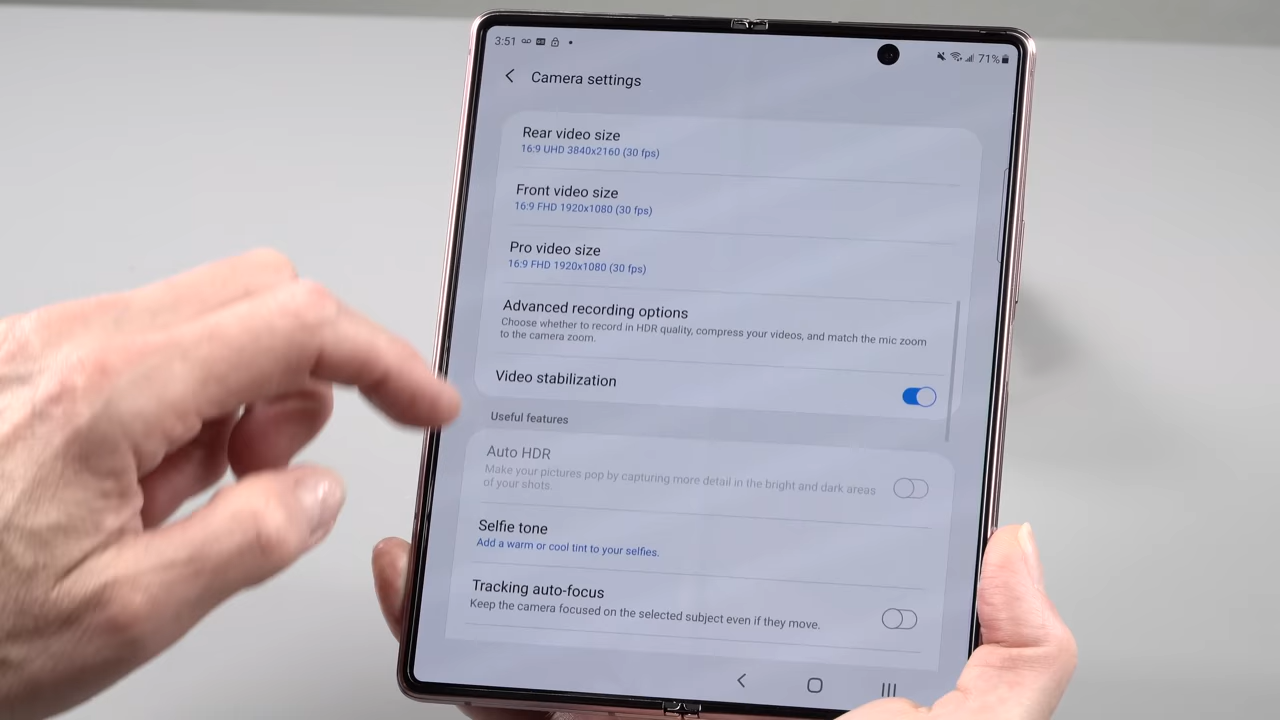 3:51
71%
Camera settings
Rear video size
16:9 UHD 3840x2160 (30 fps)
Front video size
16:9 FHD 1920x1080 (30 fps)
Pro video size
16:9 FHD 1920x1080 (30 fps)
Advanced recording options
Choose whether to record in HDR quality, compress your videos, and match the mic zoom
to the camera zoom.
Video stabilization
Useful features
Auto HDR
Make your pictures pop by capturing more detail in the bright and dark areas
of your shots.
Selfie tone
Add a warm or cool tint to your selfies.
Tracking auto-focus
Keep the camera focused on the selected subject even if they move.